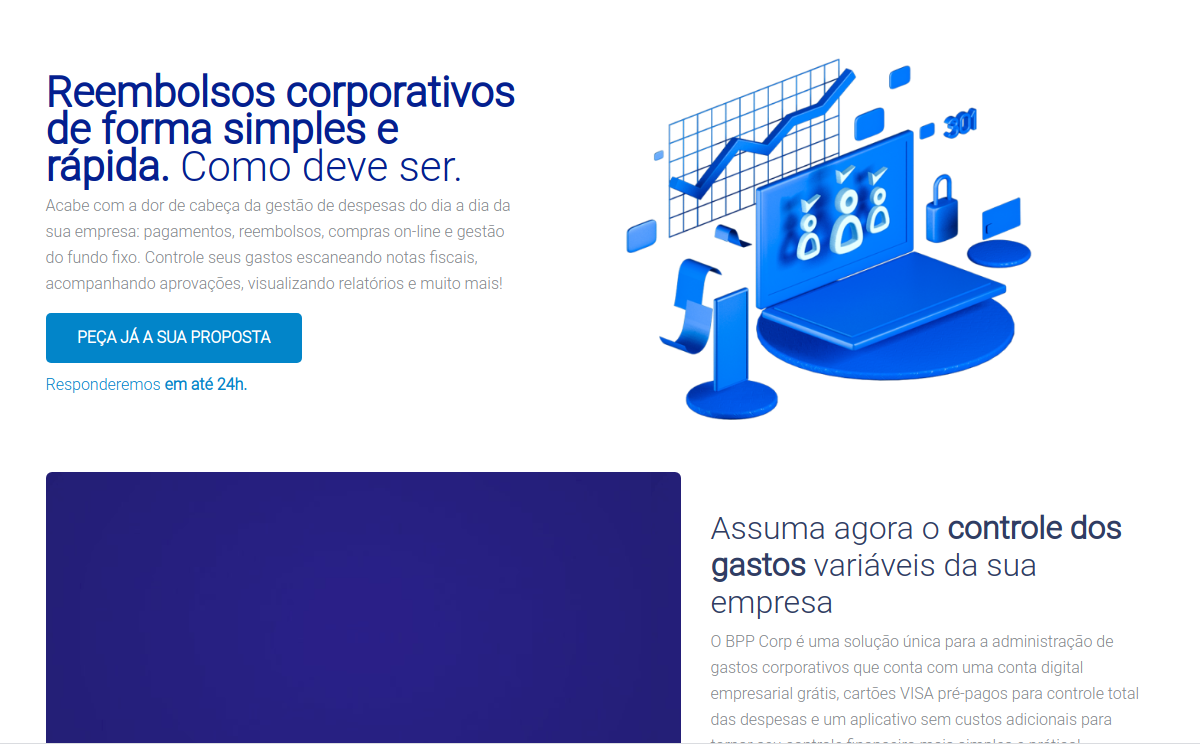 Reembolsos corporativos
de forma simples e
rápida. Como deve ser.
Acabe com a dor de cabeça da gestão de despesas do dia a dia da
sua empresa: pagamentos, reembolsos, compras on-line e gestão
do fundo fixo. Controle seus gastos escaneando notas fiscais,
acompanhando aprovações, visualizando relatórios e muito mais!
PEÇA JÁ A SUA PROPOSTA
Responderemos em até 24h.
301
Assuma agora o controle dos
gastos variáveis da sua
empresa
O BPP Corp é uma solução única para a administração de
gastos corporativos que conta com uma conta digital
empresarial grátis, cartões VISA pré-pagos para controle total
das despesas e um aplicativo sem custos adicionais para